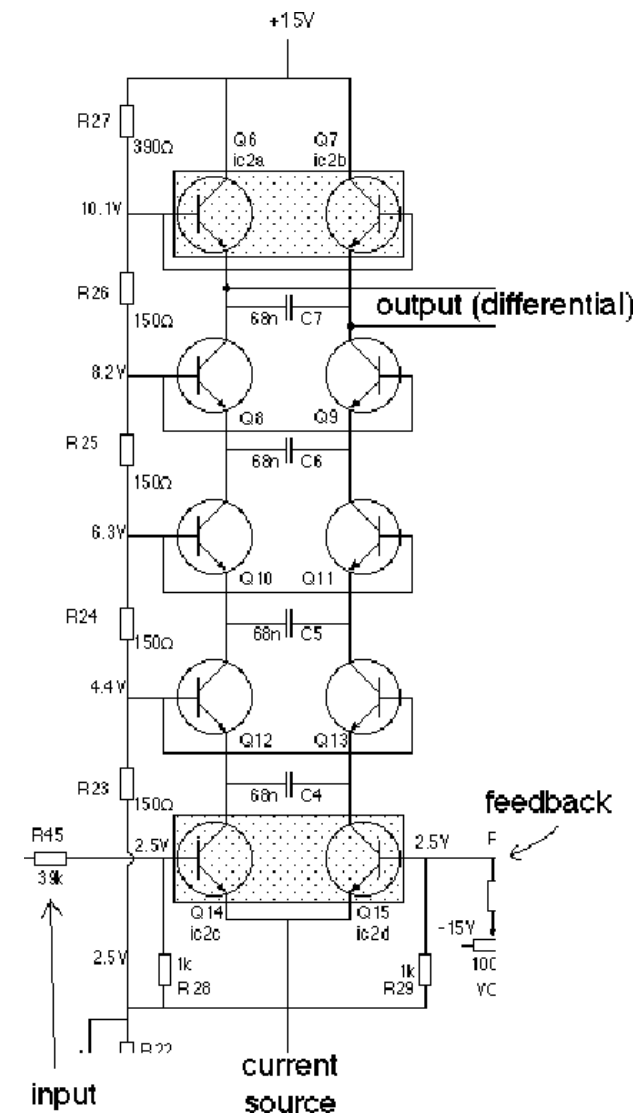 +15V
R27
390Ω
Q6
ic2a
Q7
ic2b
10.1V
R26
150Ω
68n C7
output (differential)
8.2V
Q8
Q9
R25
150Ω
68n C6
6.3V
Q10
Q11
R24
150Ω
68n C5
4.4V
Q12
Q13
R23
150Ω
68n C4
feedback
R45
39k
2.5V
2.5V
Q14
ic2c
Q15
ic2d
-15V
2.5V
1k
R28
1k
R29
100
VC
R22
input
current
source